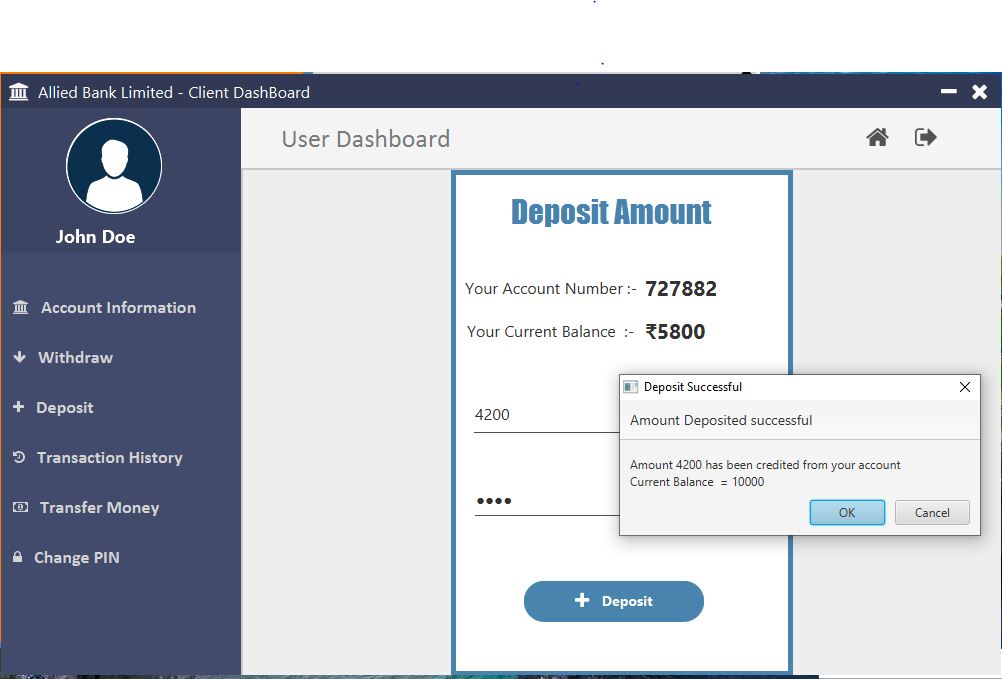 Allied Bank Limited - Client DashBoard
User Dashboard
John Doe
Account Information
Withdraw
Deposit
Transaction History
Transfer Money
Change PIN
Deposit Amount
Your Account Number :- 727882
Your Current Balance :- ₹5800
4200
••••
Deposit
Deposit Successful
Amount Deposited successful
Amount 4200 has been credited from your account
Current Balance = 10000
OK
Cancel